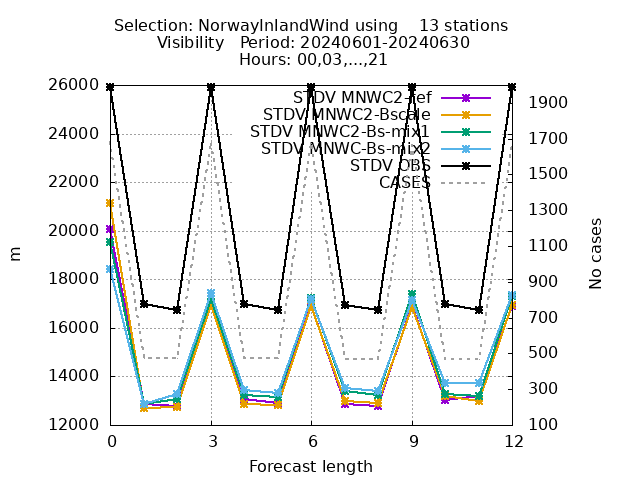 Selection: NorwayInlandWind using    13 stations
Visibility   Period: 20240601-20240630
Hours: 00,03,...,21
STDV MNWC2-ref
STDV MNWC2-Bscale
STDV MNWC2-Bs-mix1
STDV MNWC-Bs-mix2
STDV OBS
CASES
26000
24000
22000
20000
18000
16000
14000
12000
m
1900
1700
1500
1300
1100
900
700
500
300
100
No cases
0 3 6 9 12
Forecast length